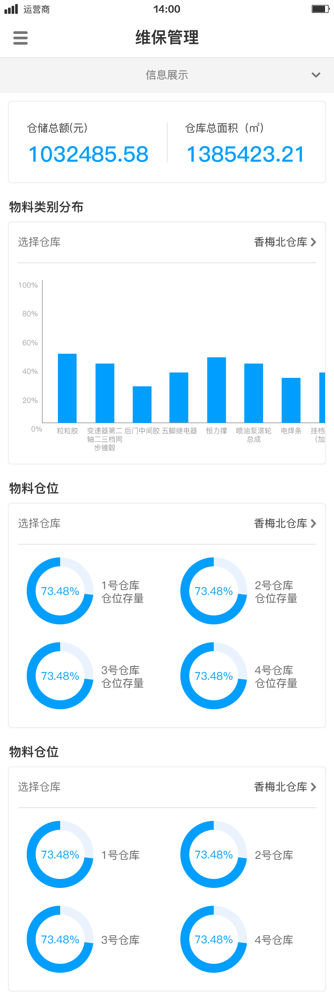 运营商
14:00
维保管理
信息展示
仓储总额(元)
仓库总面积（㎡）
1032485.58
1385423.21
物料类别分布
选择仓库
香梅北仓库
100%
80%
60%
40%
20%
0%
粒粒胶
变速器第二
轴二三档同
步锥毂
后门中间胶
五脚继电器
恒力撑
喷油泵滚轮
总成
电焊条
挂档
（加
物料仓位
选择仓库
香梅北仓库
73.48%
1号仓库
仓位存量
73.48%
2号仓库
仓位存量
73.48%
3号仓库
仓位存量
73.48%
4号仓库
仓位存量
物料仓位
选择仓库
香梅北仓库
73.48%
1号仓库
73.48%
2号仓库
73.48%
3号仓库
73.48%
4号仓库